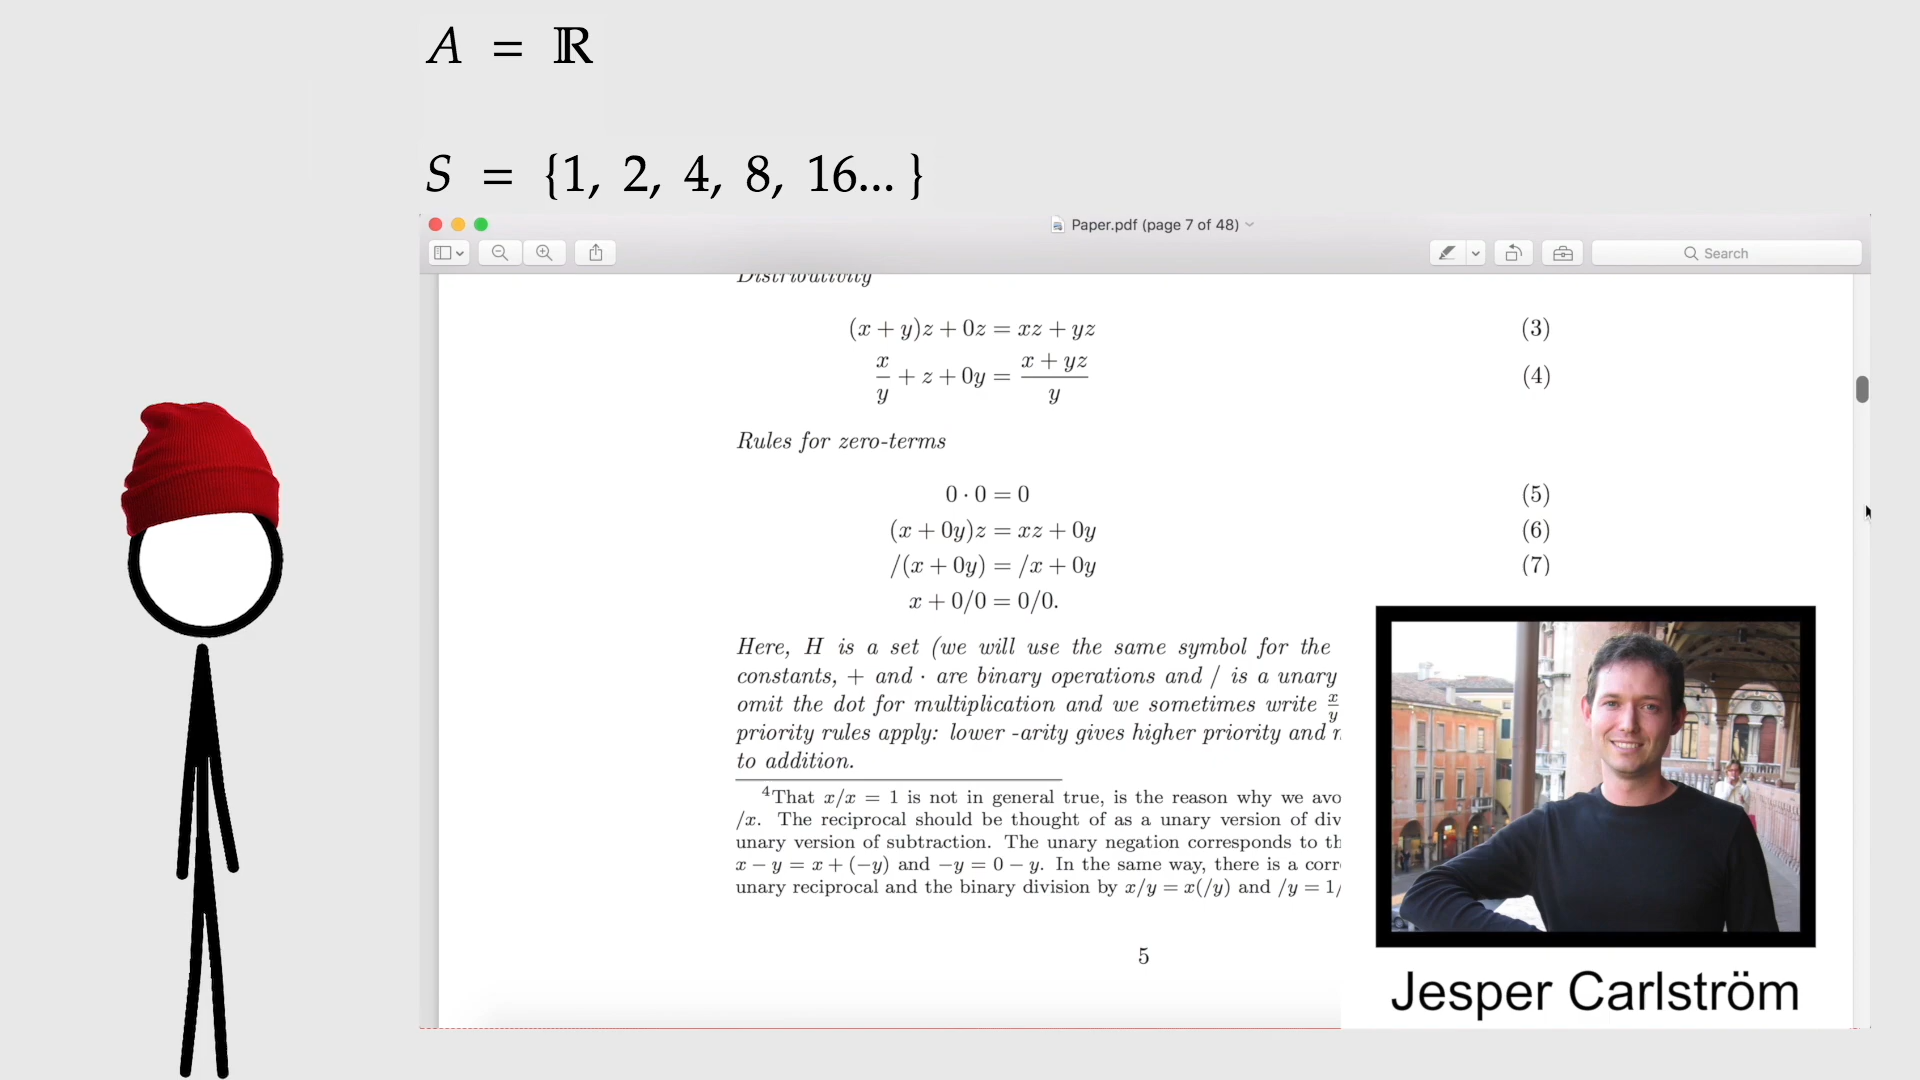 A = ℝ
S = {1, 2, 4, 8, 16... }
Paper.pdf (page 7 of 48)
Search
Distributivity
(x + y)z + 0z = xz + yz (3)
x/y + z + 0y = (x + yz)/y (4)
Rules for zero-terms
0 · 0 = 0 (5)
(x + 0y)z = xz + 0y (6)
/(x + 0y) = /x + 0y (7)
x + 0/0 = 0/0.
Here, H is a set (we will use the same symbol for the
constants, + and · are binary operations and / is a unary
omit the dot for multiplication and we sometimes write x/y
priority rules apply: lower -arity gives higher priority and
to addition.
⁴That x/x = 1 is not in general true, is the reason why we avo
/x. The reciprocal should be thought of as a unary version of div
unary version of subtraction. The unary negation corresponds to th
x − y = x + (−y) and −y = 0 − y. In the same way, there is a corr
unary reciprocal and the binary division by x/y = x(/y) and /y = 1/
5
Jesper Carlström